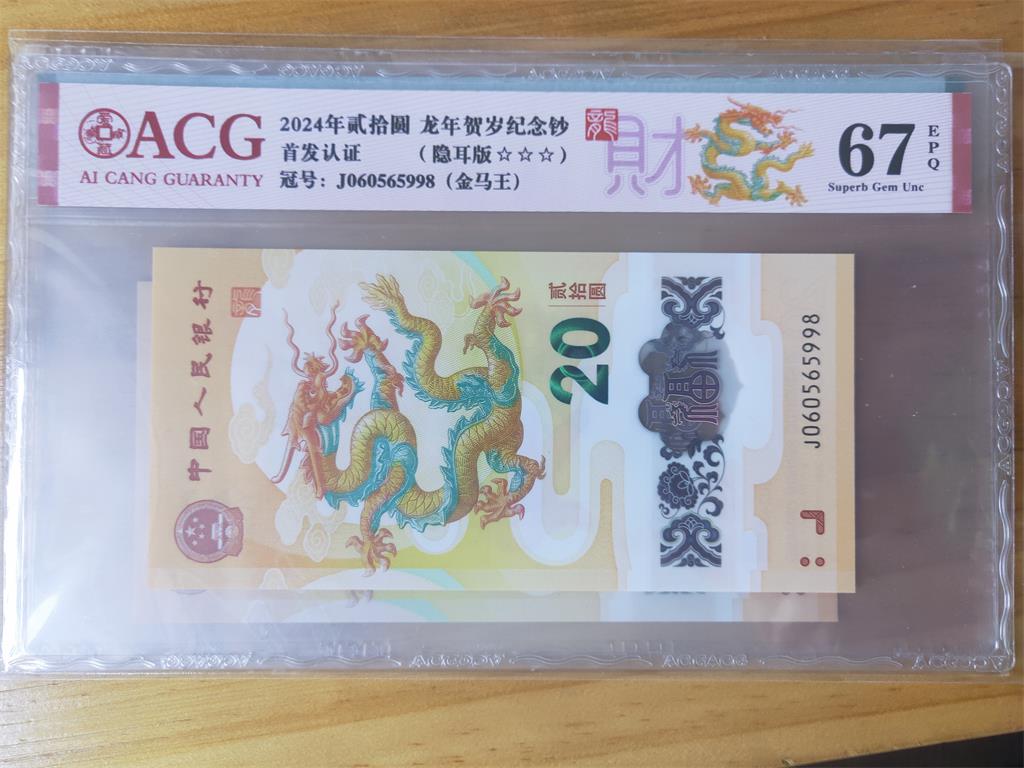 ACG
AI CANG GUARANTY
2024年贰拾圆 龙年贺岁纪念钞
首发认证 (隐耳版☆☆☆)
冠号: J060565998 (金马王)
龍
財
67
EPQ
Superb Gem Unc
中国人民银行
贰拾圆
20
J060565998